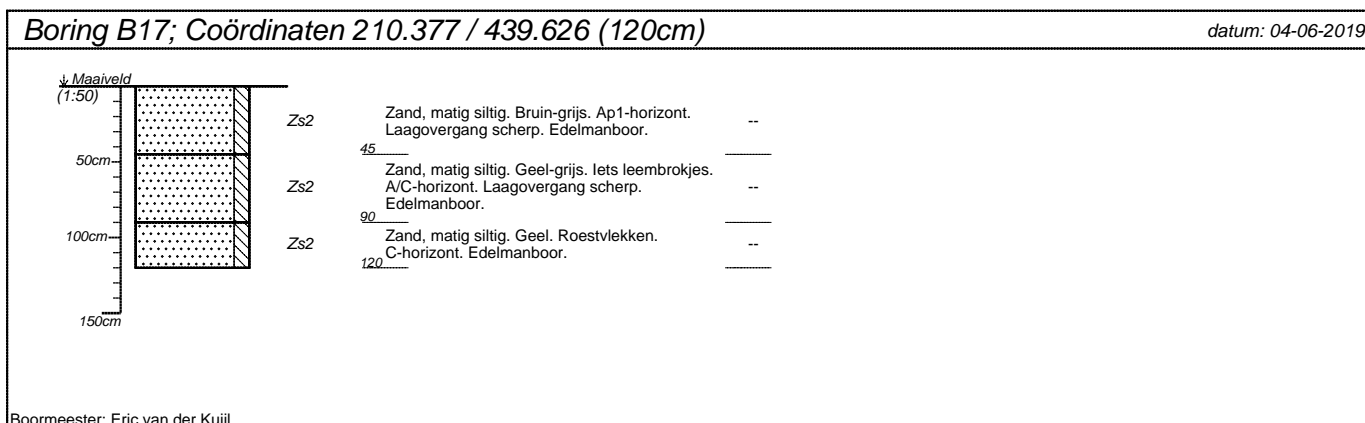 Boring B17; Coördinaten 210.377 / 439.626 (120cm)
datum: 04-06-2019
Maaiveld
(1:50)
Zs2
Zand, matig siltig. Bruin-grijs. Ap1-horizont.
Laagovergang scherp. Edelmanboor.
--
45
50cm
Zs2
Zand, matig siltig. Geel-grijs. Iets leembrokjes.
A/C-horizont. Laagovergang scherp.
Edelmanboor.
--
90
100cm
Zs2
Zand, matig siltig. Geel. Roestvlekken.
C-horizont. Edelmanboor.
--
120
150cm
Boormeester: Eric van der Kuijl